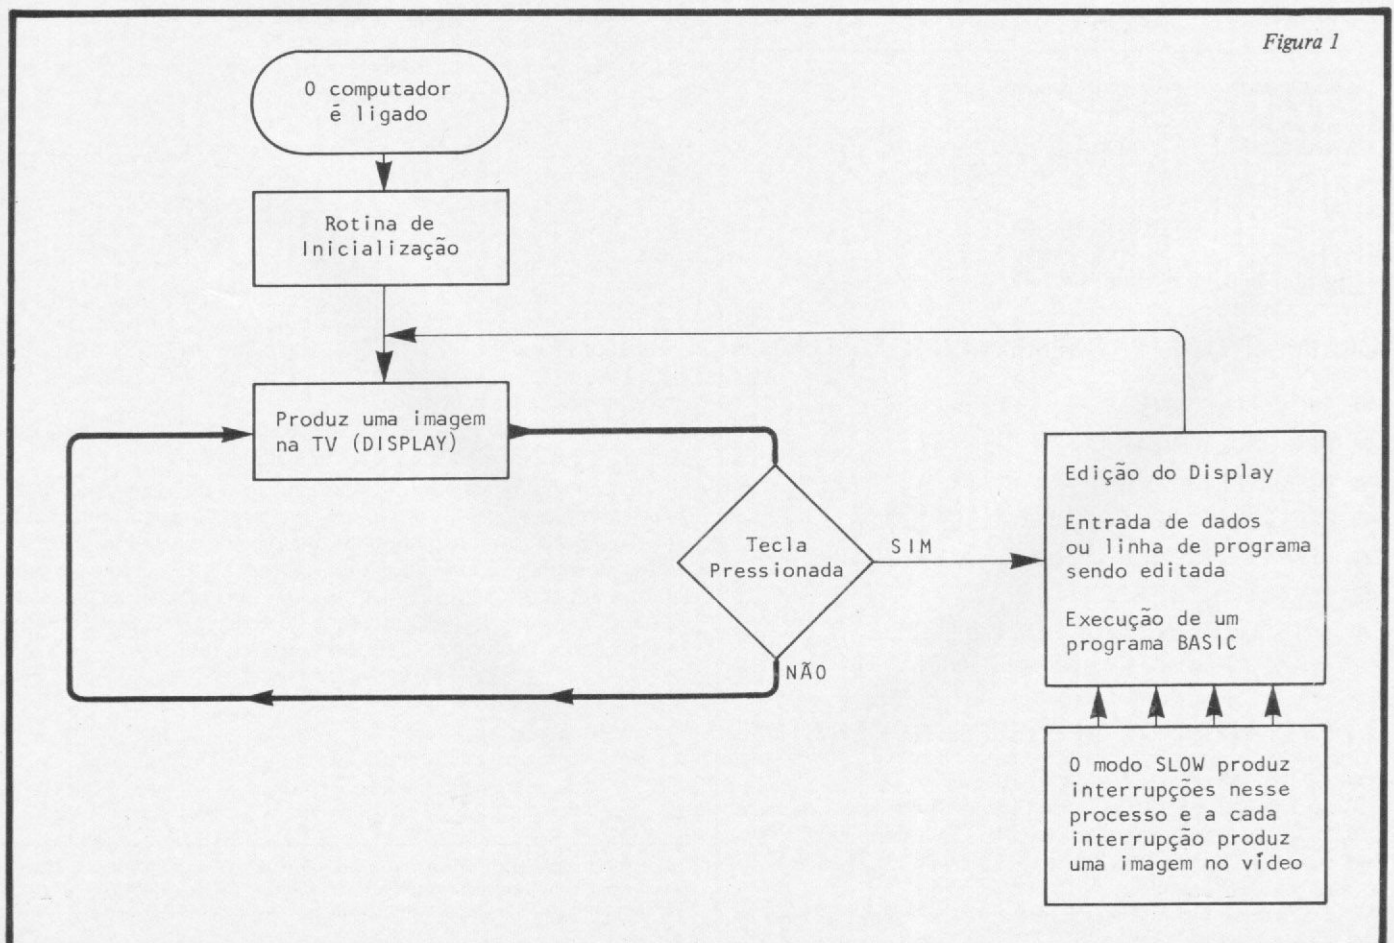 Figura 1
O computador
é ligado
Rotina de
Inicialização
Produz uma imagem
na TV (DISPLAY)
Tecla
Pressionada
SIM
NÃO
Edição do Display
Entrada de dados
ou linha de programa
sendo editada
Execução de um
programa BASIC
O modo SLOW produz
interrupções nesse
processo e a cada
interrupção produz
uma imagem no vídeo